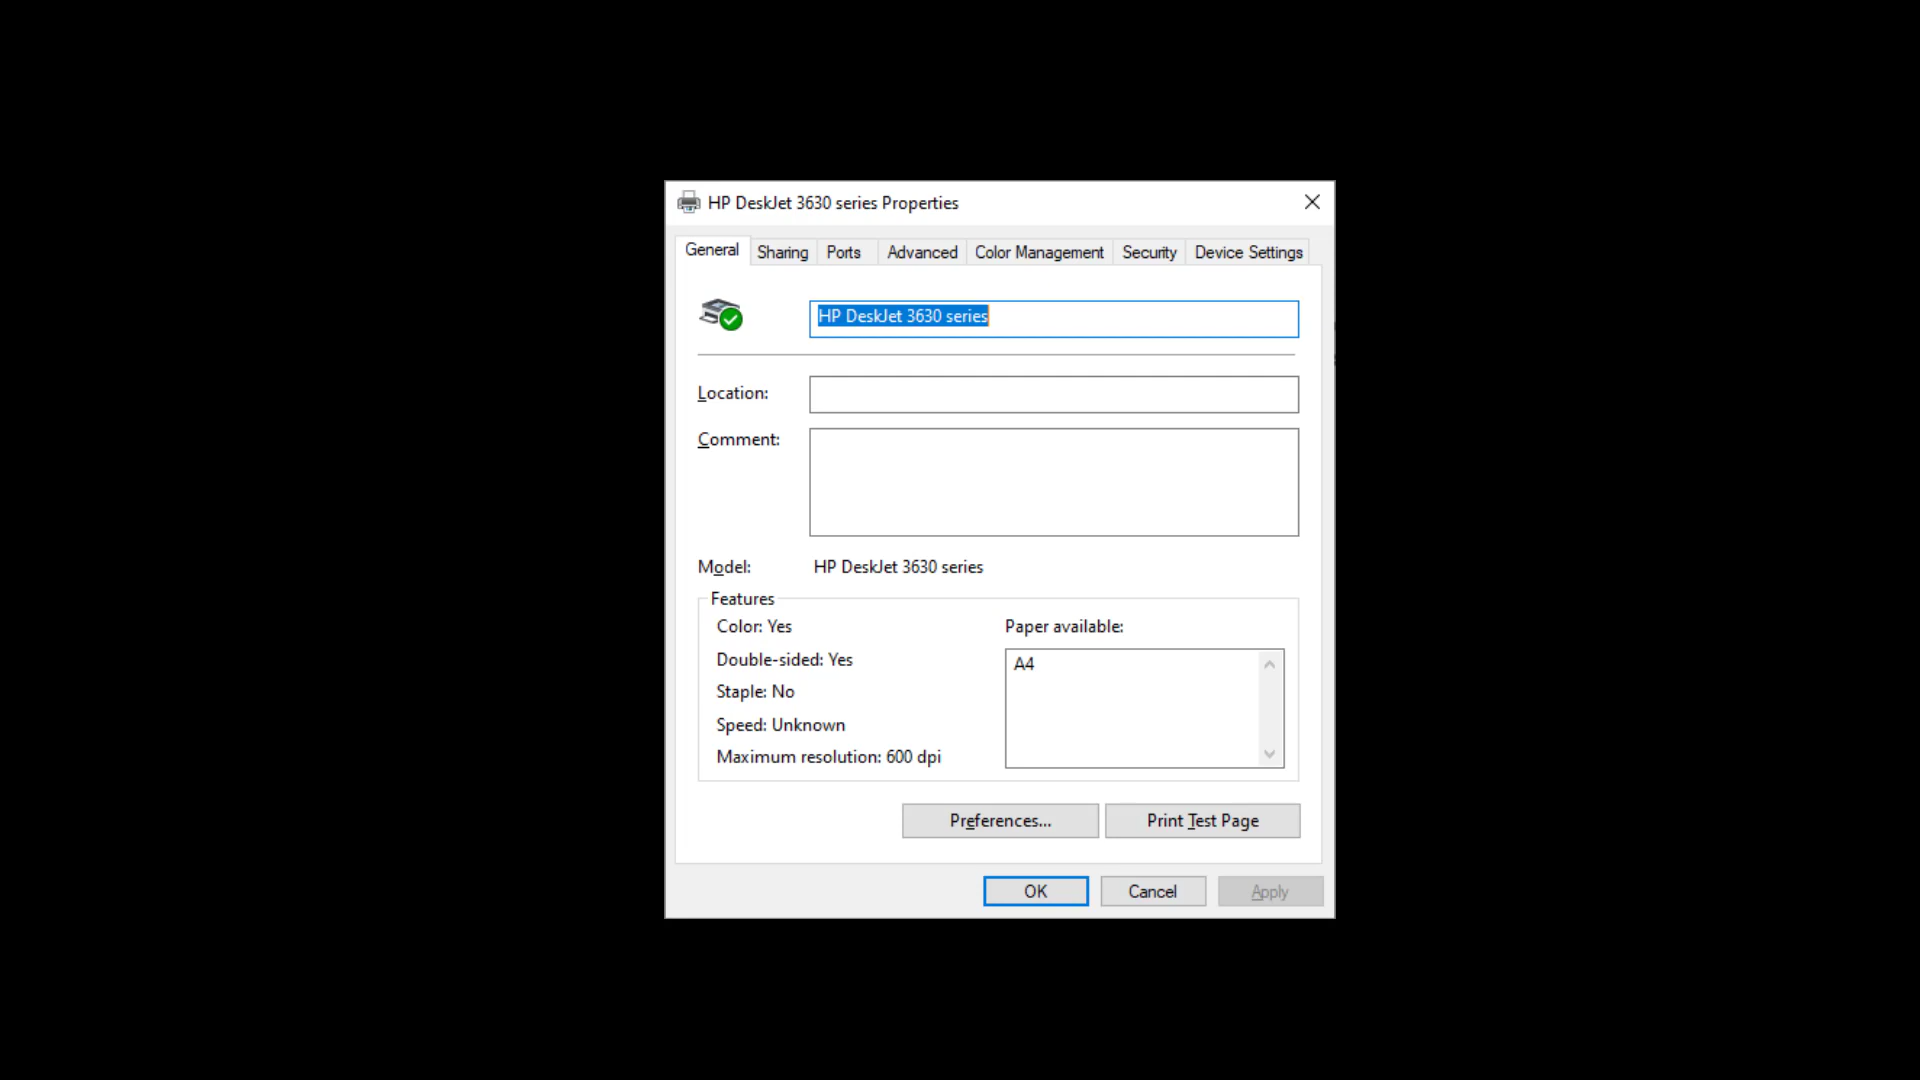 HP DeskJet 3630 series Properties
General Sharing Ports Advanced Color Management Security Device Settings
HP DeskJet 3630 series
Location:
Comment:
Model: HP DeskJet 3630 series
Features
Color: Yes
Double-sided: Yes
Staple: No
Speed: Unknown
Maximum resolution: 600 dpi
Paper available:
A4
Preferences... Print Test Page
OK Cancel Apply